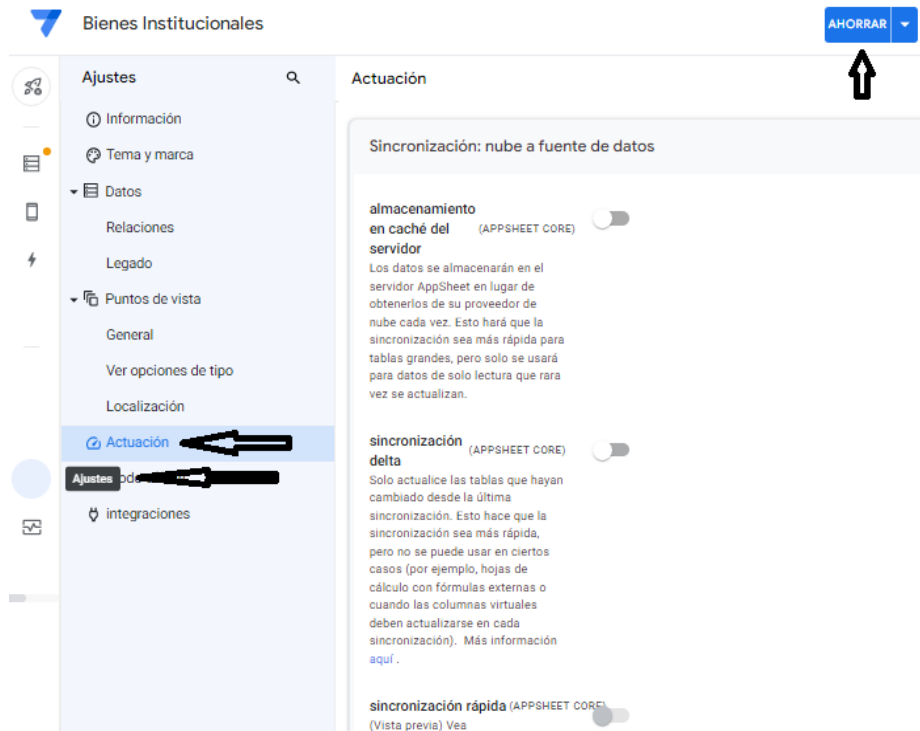 Bienes Institucionales
AHORRAR
Ajustes
Actuación
Información
Tema y marca
Datos
Relaciones
Legado
Puntos de vista
General
Ver opciones de tipo
Localización
Actuación
Ajustes
integraciones
Sincronización: nube a fuente de datos
almacenamiento
en caché del (APPSHEET CORE)
servidor
Los datos se almacenarán en el
servidor AppSheet en lugar de
obtenerlos de su proveedor de
nube cada vez. Esto hará que la
sincronización sea más rápida para
tablas grandes, pero solo se usará
para datos de solo lectura que rara
vez se actualizan.
sincronización
(APPSHEET CORE)
delta
Solo actualice las tablas que hayan
cambiado desde la última
sincronización. Esto hace que la
sincronización sea más rápida,
pero no se puede usar en ciertos
casos (por ejemplo, hojas de
cálculo con fórmulas externas o
cuando las columnas virtuales
deben actualizarse en cada
sincronización). Más información
aquí .
sincronización rápida (APPSHEET CORE)
(Vista previa) Vea